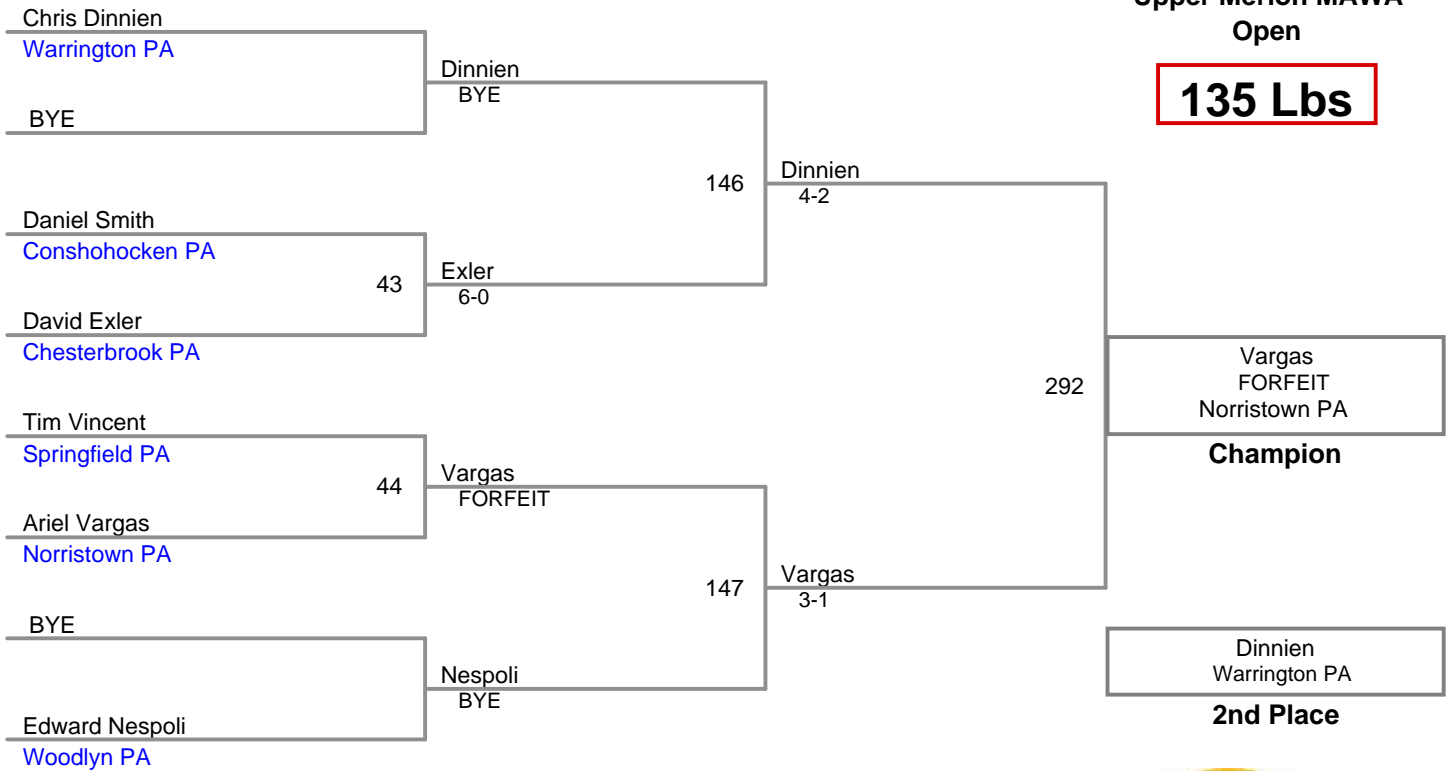 Upper Merion MAWA
Open
135 Lbs
Chris Dinnien
Warrington PA
BYE
Daniel Smith
Conshohocken PA
43
David Exler
Chesterbrook PA
Tim Vincent
Springfield PA
44
Ariel Vargas
Norristown PA
BYE
Edward Nespoli
Woodlyn PA
Dinnien
BYE
146
Exler
6-0
Vargas
FORFEIT
147
Nespoli
BYE
Dinnien
4-2
292
Vargas
3-1
Vargas
FORFEIT
Norristown PA
Champion
Dinnien
Warrington PA
2nd Place